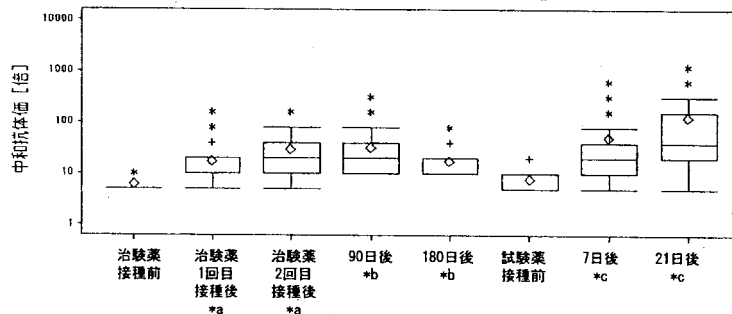 10000
1000
100
10
1
中和抗体価 [倍]
治験薬
接種前
治験薬
1回目
接種後
*a
治験薬
2回目
接種後
*a
90日後
*b
180日後
*b
試験薬
接種前
7日後
*c
21日後
*c